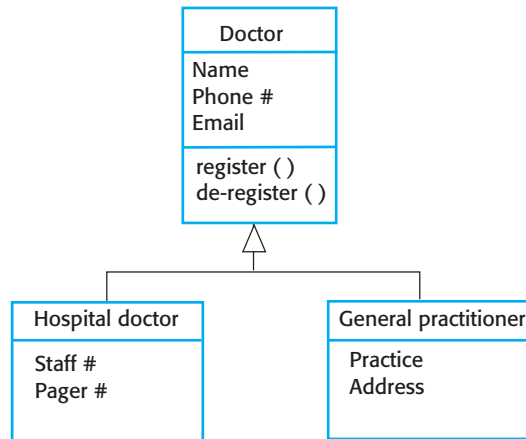 Doctor
Name
Phone #
Email
register ( )
de-register ( )
Hospital doctor
Staff #
Pager #
General practitioner
Practice
Address